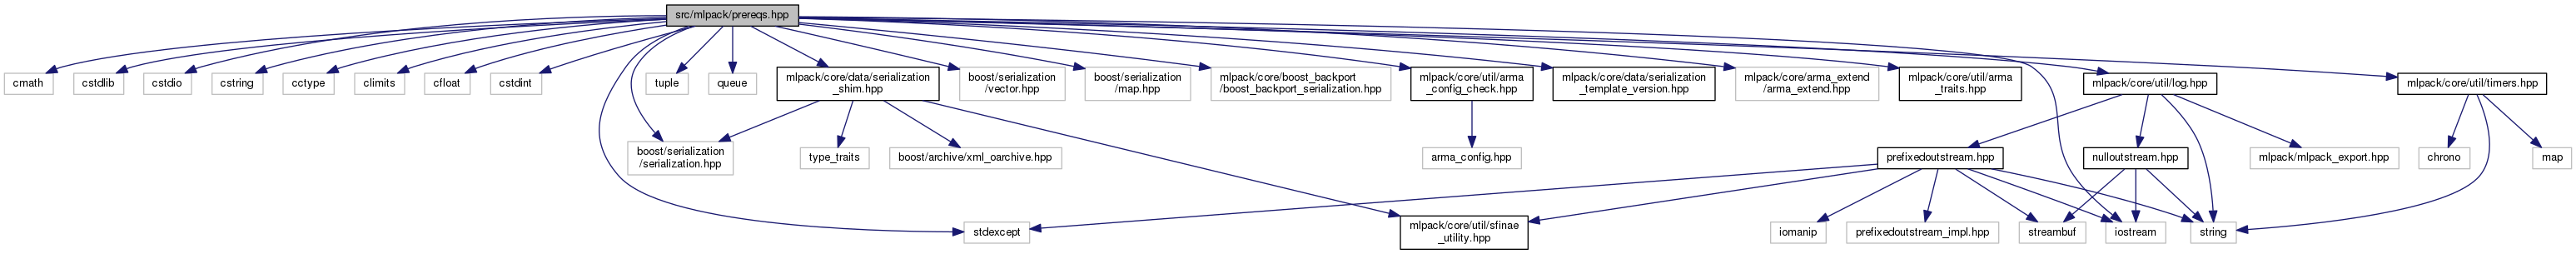 src/mlpack/prereqs.hpp
cmath
cstdlib
cstdio
cstring
cctype
climits
cfloat
cstdint
tuple
queue
mlpack/core/data/serialization
_shim.hpp
boost/serialization
/vector.hpp
boost/serialization
/map.hpp
mlpack/core/boost_backport
/boost_backport_serialization.hpp
mlpack/core/util/arma
_config_check.hpp
mlpack/core/data/serialization
_template_version.hpp
mlpack/core/arma_extend
/arma_extend.hpp
mlpack/core/util/arma
_traits.hpp
mlpack/core/util/log.hpp
mlpack/core/util/timers.hpp
boost/serialization
/serialization.hpp
type_traits
boost/archive/xml_oarchive.hpp
arma_config.hpp
prefixedoutstream.hpp
nulloutstream.hpp
mlpack/mlpack_export.hpp
chrono
map
stdexcept
mlpack/core/util/sfinae
_utility.hpp
iomanip
prefixedoutstream_impl.hpp
streambuf
iostream
string